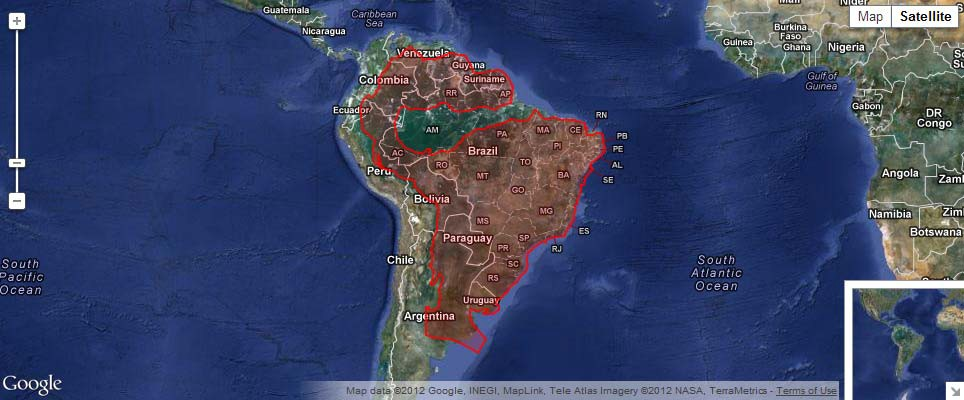 Guatemala
Nicaragua
Caribbean
Sea
Mali
Niger
Map
Satellite
Burkina
Faso
Guinea
Ghana
Nigeria
Venezuela
Guyana
Colombia
Suriname
RR
AP
Gulf of
Guinea
Gabon
DR
Congo
Ecuador
AM
RN
PA
MA
CE
PB
PI
PE
AC
Brazil
RO
TO
AL
Peru
MT
BA
SE
Angola
GO
Bolivia
MG
Namibia
Botswana
MS
ES
Paraguay
SP
RJ
PR
Chile
SC
South
Pacific
Ocean
South
Atlantic
Ocean
RS
Uruguay
Argentina
Google
Map data ©2012 Google, INEGI, MapLink, Tele Atlas Imagery ©2012 NASA, TerraMetrics - Terms of Use